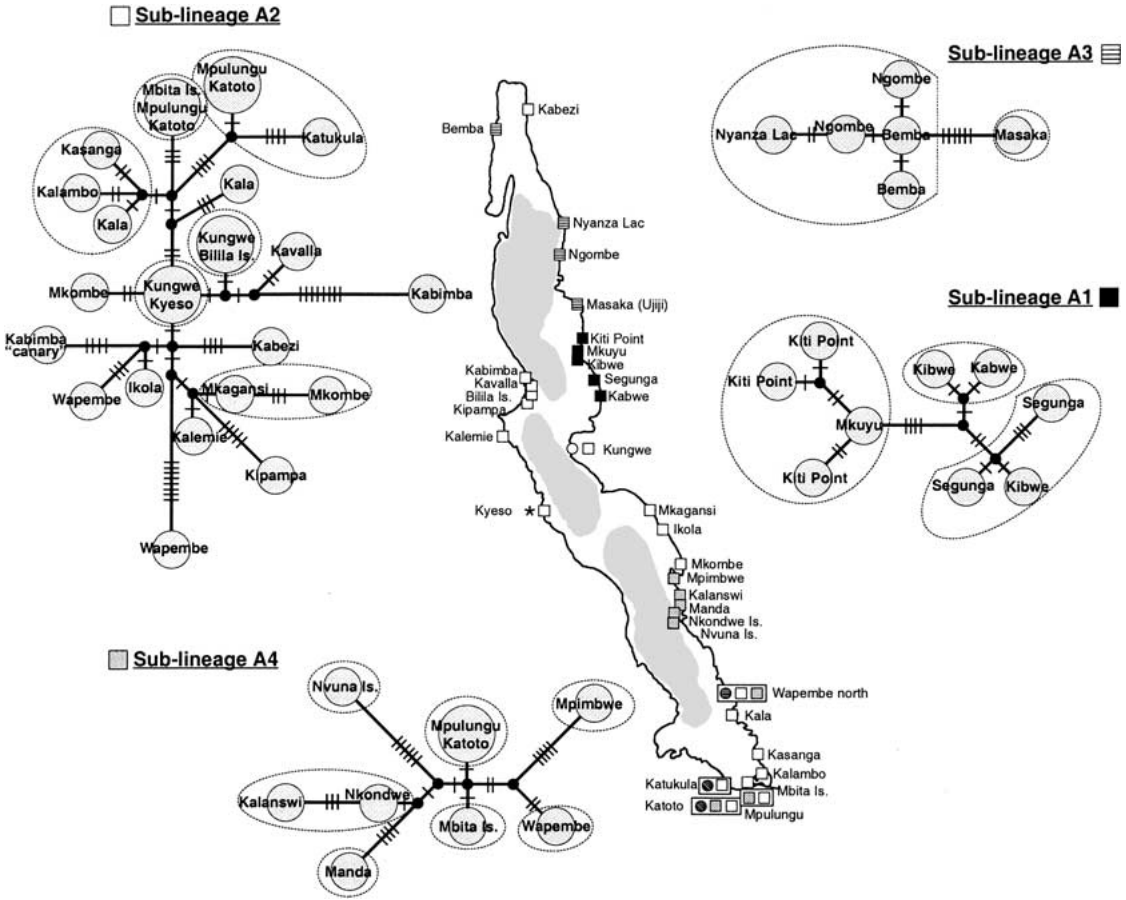 Sub-lineage A2
Mpulungu
Katoto
Mbita Is.
Mpulungu
Katoto
Katukula
Kasanga
Kalambo
Kala
Kala
Kungwe
Bilila Is.
Kavalla
Mkombe
Kungwe
Kyeso
Kabimba
Kabimba
"canary"
Kabezi
Wapembe
Ikola
Mkagansi
Mkombe
Kalemie
Kipampa
Wapembe
Sub-lineage A4
Nvuna Is.
Mpulungu
Katoto
Mpimbwe
Kalanswi
Nkondwe
Mbita Is.
Wapembe
Manda
Kabezi
Bemba
Nyanza Lac
Ngombe
Masaka (Ujiji)
Kiti Point
Mkuyu
Kibwe
Kabimba
Kavalla
Segunga
Bilila Is.
Kabwe
Kipampa
Kalemie
Kungwe
Kyeso *
Mkagansi
Ikola
Mkombe
Mpimbwe
Kalanswi
Manda
Nkondwe Is.
Nvuna Is.
Wapembe north
Kala
Kasanga
Kalambo
Katukula
Mbita Is.
Katoto
Mpulungu
Sub-lineage A3
Ngombe
Nyanza Lac
Ngombe
Bemba
Masaka
Bemba
Sub-lineage A1
Kiti Point
Kiti Point
Kibwe
Kabwe
Segunga
Mkuyu
Kiti Point
Segunga
Kibwe